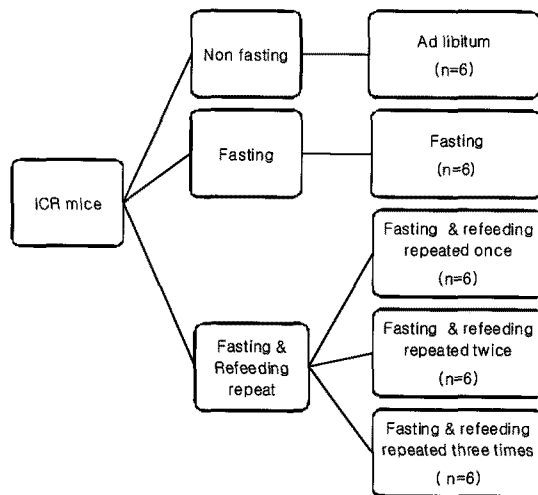 ICR mice
Non fasting
Ad libitum
(n=6)
Fasting
Fasting
(n=6)
Fasting &
Refeeding
repeat
Fasting & refeeding
repeated once
(n=6)
Fasting & refeeding
repeated twice
(n=6)
Fasting & refeeding
repeated three times
( n=6)